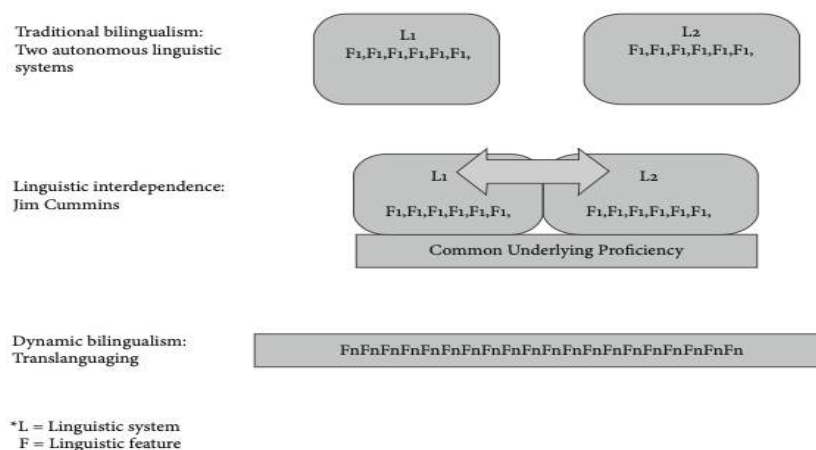 Traditional bilingualism:
Two autonomous linguistic
systems
L1
F1,F1,F1,F1,F1,F1,
L2
F1,F1,F1,F1,F1,F1,
Linguistic interdependence:
Jim Cummins
L1
F1,F1,F1,F1,F1,F1,
L2
F1,F1,F1,F1,F1,F1,
Common Underlying Proficiency
Dynamic bilingualism:
Translanguaging
FnFnFnFnFnFnFnFnFnFnFnFnFnFnFnFnFnFnFnFn
*L = Linguistic system
F = Linguistic feature